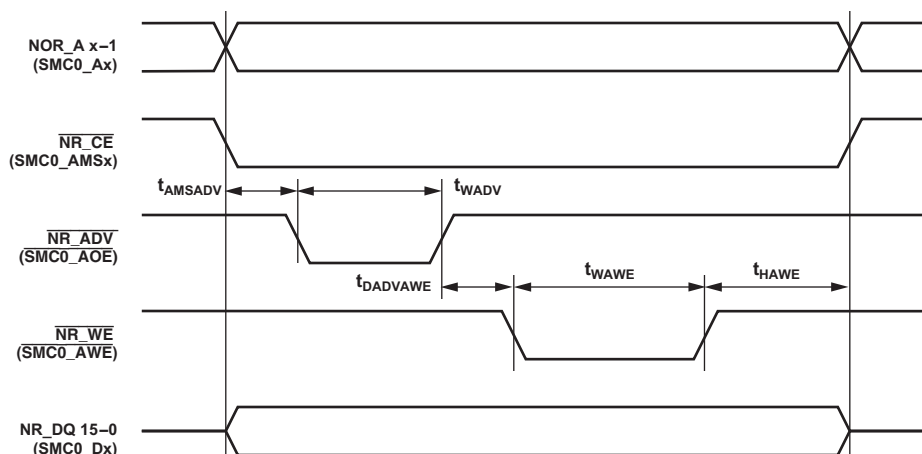 NOR_A x–1
(SMC0_Ax)
NR_CE
(SMC0_AMSx)
tAMSADV
tWADV
NR_ADV
(SMC0_AOE)
tDADVAWE
tWAWE
tHAWE
NR_WE
(SMC0_AWE)
NR_DQ 15–0
(SMC0_Dx)